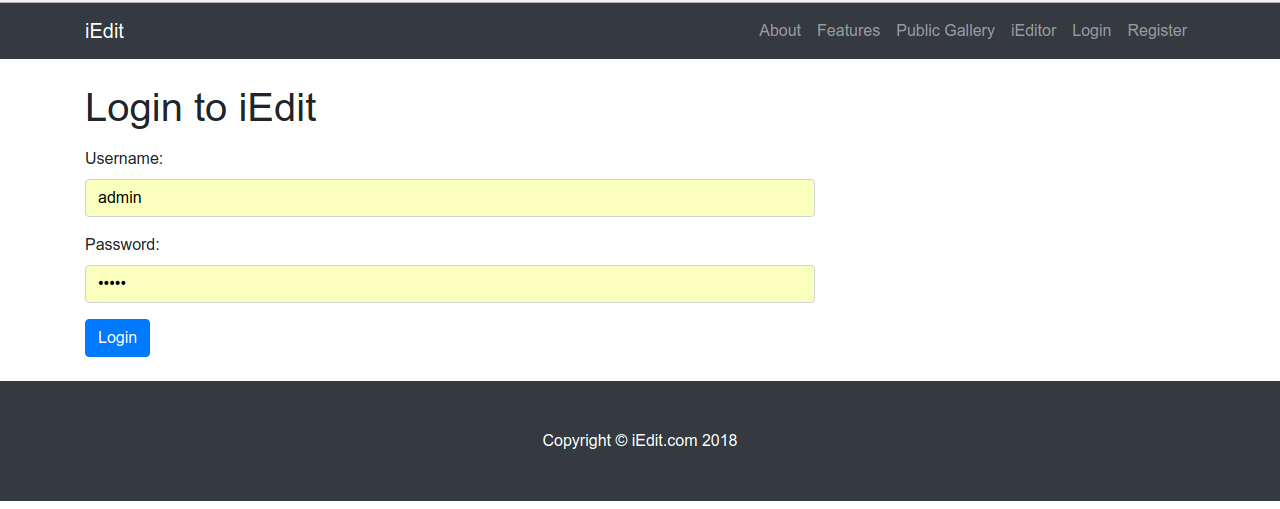 iEdit
About Features Public Gallery iEditor Login Register
Login to iEdit
Username:
admin
Password:
•••••
Login
Copyright © iEdit.com 2018